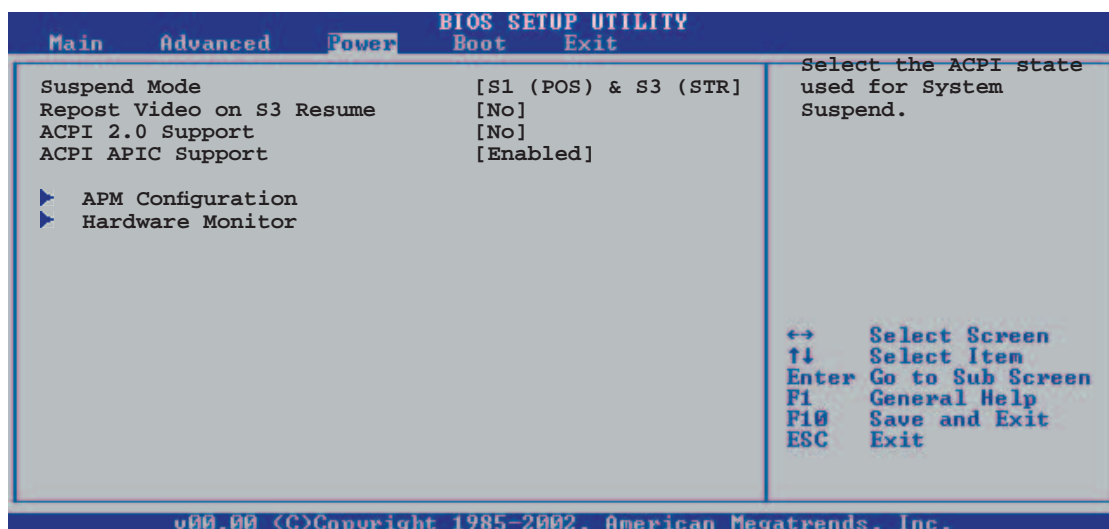 BIOS SETUP UTILITY
Main Advanced Power Boot Exit
Suspend Mode [S1 (POS) & S3 (STR]
Repost Video on S3 Resume [No]
ACPI 2.0 Support [No]
ACPI APIC Support [Enabled]
APM Configuration
Hardware Monitor
Select the ACPI state
used for System
Suspend.
↔ Select Screen
↑↓ Select Item
Enter Go to Sub Screen
F1 General Help
F10 Save and Exit
ESC Exit
v00.00 (C)Copyright 1985-2002, American Megatrends, Inc.